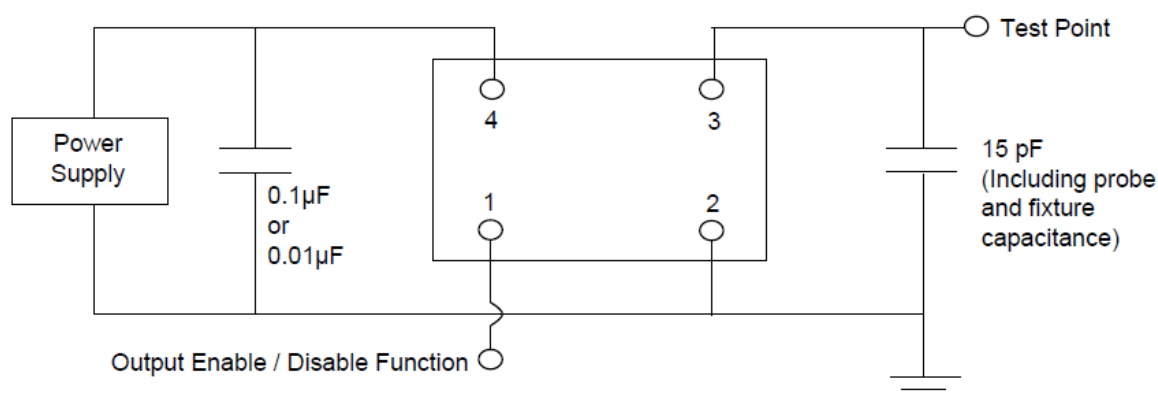 Test Point
4
3
Power
Supply
15 pF
(Including probe
and fixture
capacitance)
0.1µF
or
0.01µF
1
2
Output Enable / Disable Function